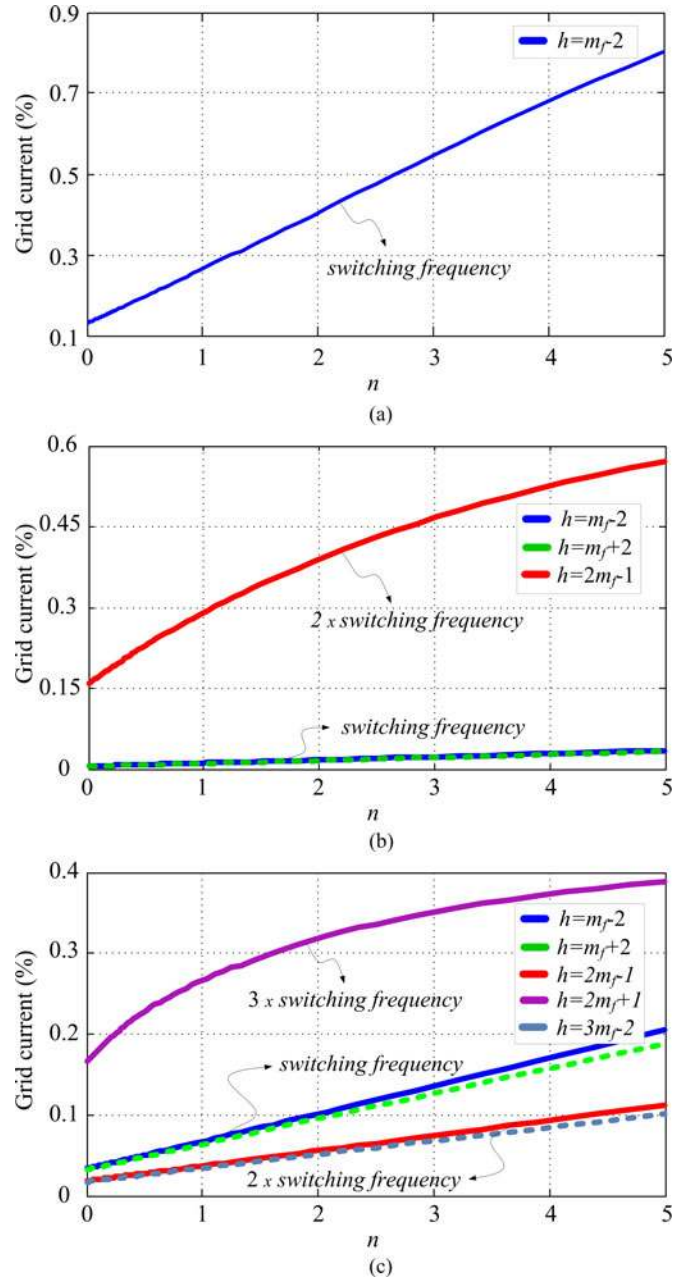 0.9
0.7
0.5
0.3
0.1
Grid current (%)
h=mf-2
switching frequency
0 1 2 3 4 5
n
(a)
0.6
0.45
0.3
0.15
0
Grid current (%)
h=mf-2
h=mf+2
h=2mf-1
2 x switching frequency
switching frequency
0 1 2 3 4 5
n
(b)
0.4
0.3
0.2
0.1
0
Grid current (%)
h=mf-2
h=mf+2
h=2mf-1
h=2mf+1
h=3mf-2
3 x switching frequency
switching frequency
2 x switching frequency
0 1 2 3 4 5
n
(c)